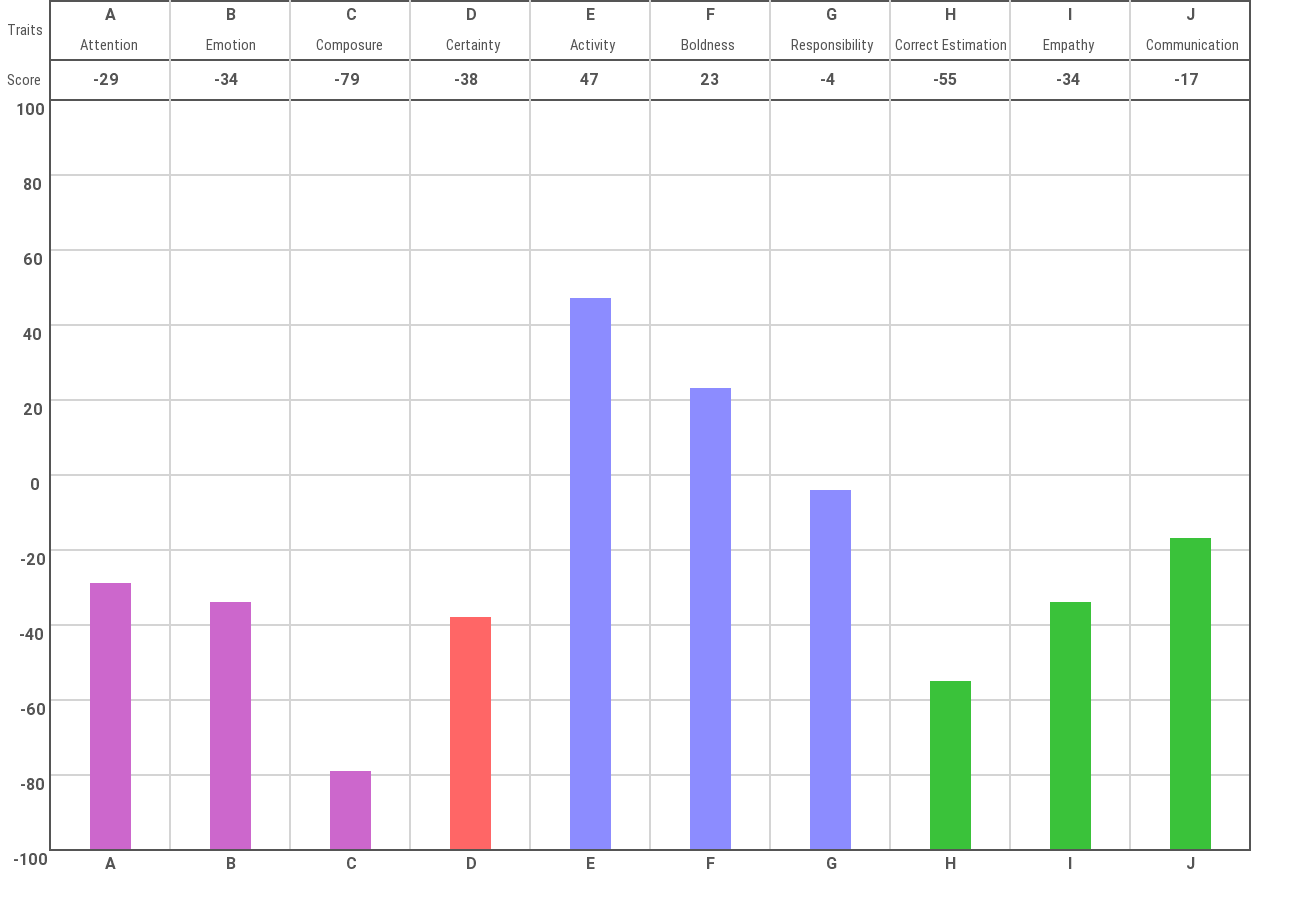 A B C D E F G H I J
Traits
Attention Emotion Composure Certainty Activity Boldness Responsibility Correct Estimation Empathy Communication
Score -29 -34 -79 -38 47 23 -4 -55 -34 -17
100
80
60
40
20
0
-20
-40
-60
-80
-100
A B C D E F G H I J